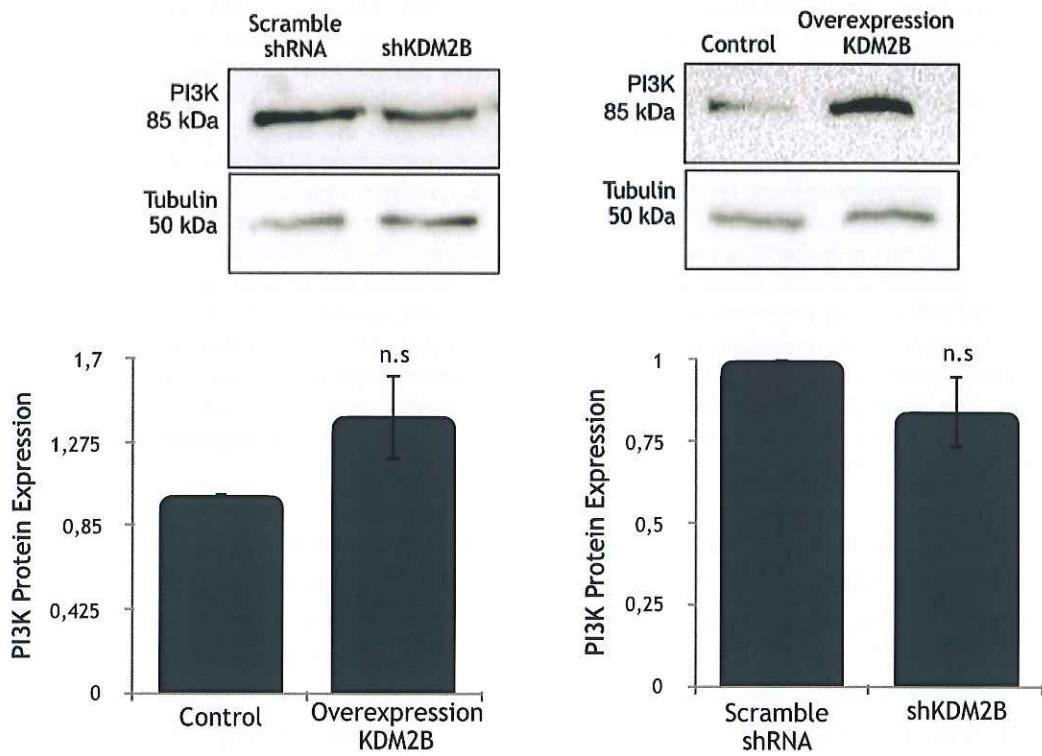 Scramble
shRNA
shKDM2B
PI3K
85 kDa
Tubulin
50 kDa
Control
Overexpression
KDM2B
PI3K
85 kDa
Tubulin
50 kDa
PI3K Protein Expression
1,7
1,275
0,85
0,425
0
n.s
Control
Overexpression
KDM2B
PI3K Protein Expression
1
0,75
0,5
0,25
0
n.s
Scramble
shRNA
shKDM2B